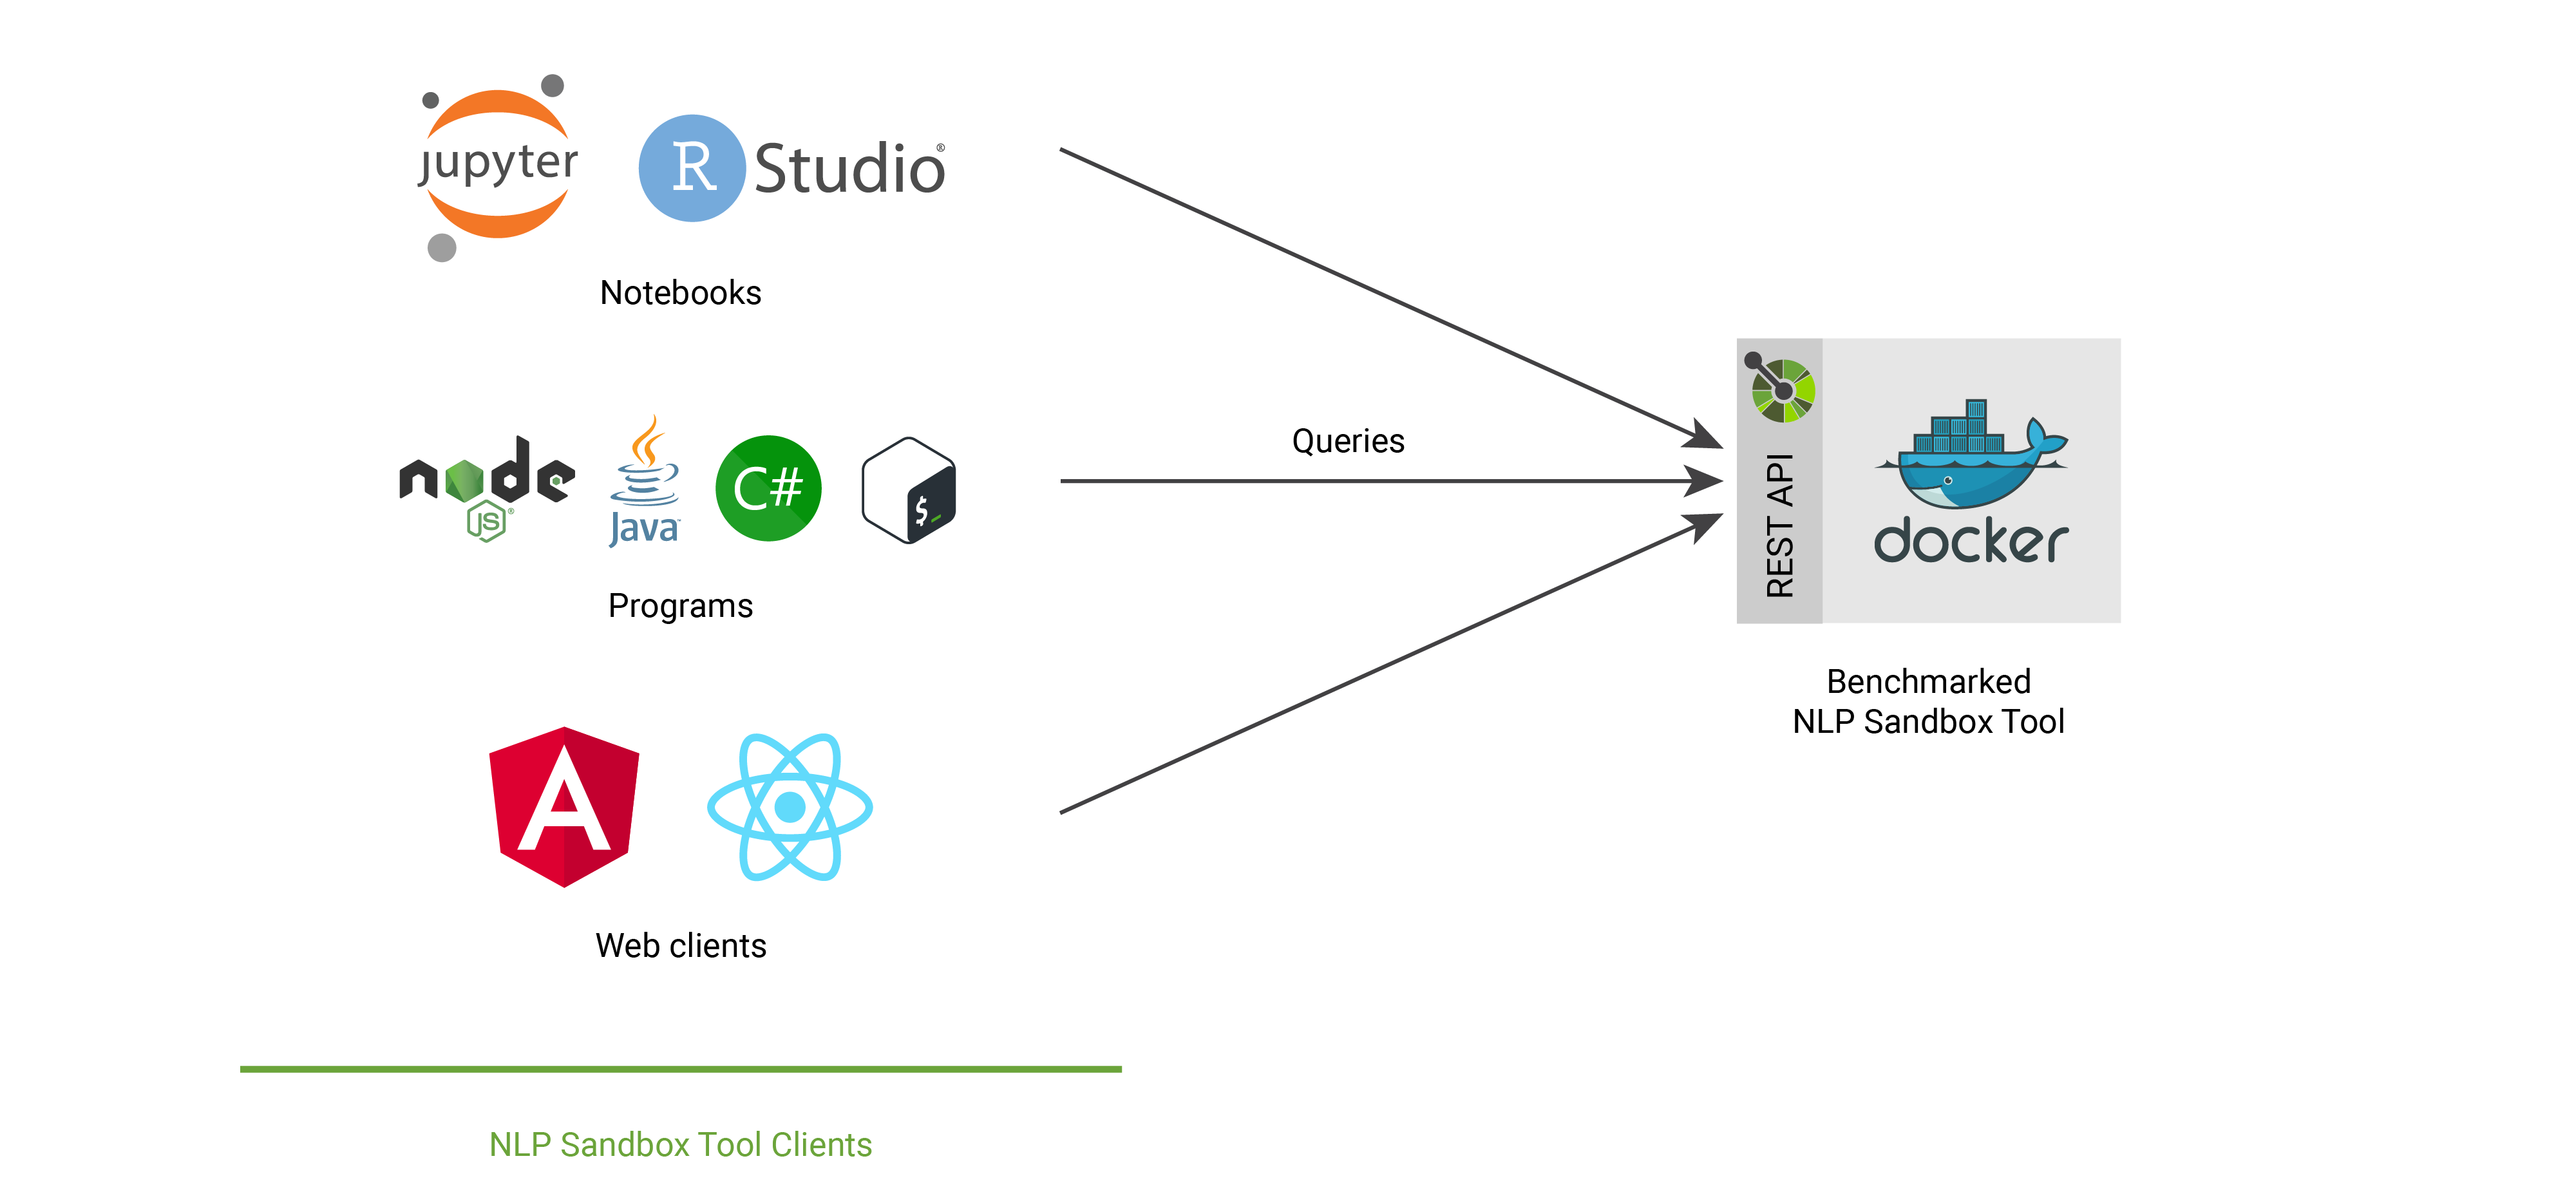 jupyter
R Studio®
Notebooks
node
JS®
Java™
C#
$_
Programs
Web clients
NLP Sandbox Tool Clients
Queries
REST API
docker
Benchmarked
NLP Sandbox Tool
A